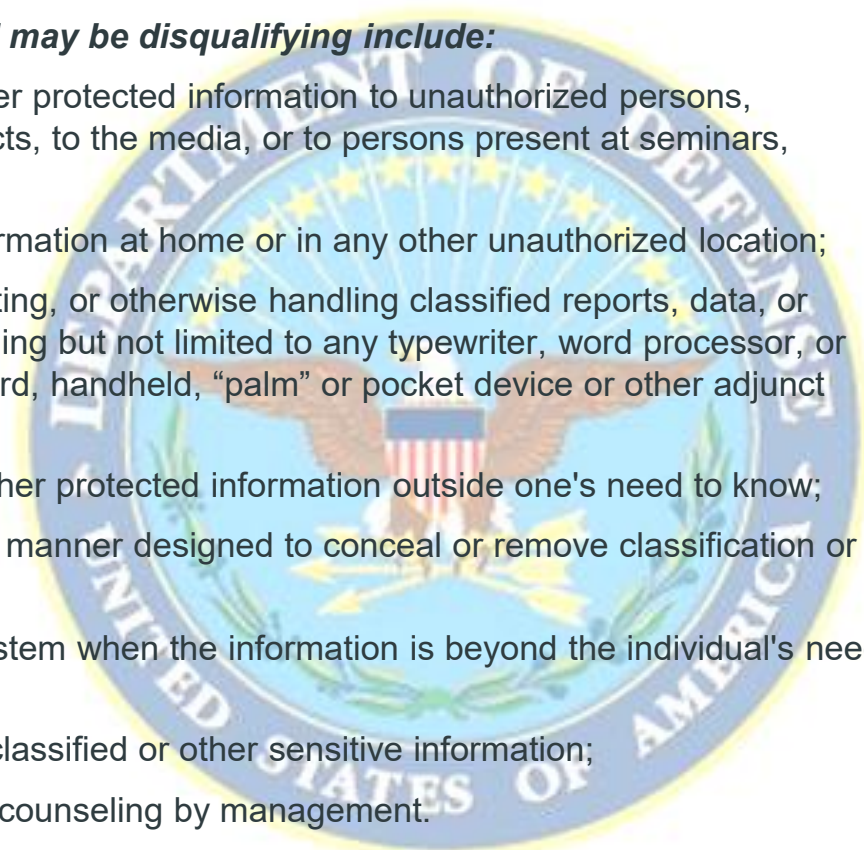 may be disqualifying include:
er protected information to unauthorized persons,
cts, to the media, or to persons present at seminars,
rmation at home or in any other unauthorized location;
ting, or otherwise handling classified reports, data, or
ing but not limited to any typewriter, word processor, or
rd, handheld, “palm” or pocket device or other adjunct
her protected information outside one's need to know;
manner designed to conceal or remove classification or
stem when the information is beyond the individual's nee
classified or other sensitive information;
counseling by management.
DEPARTMENT OF DEFENSE
UNITED STATES OF AMERICA